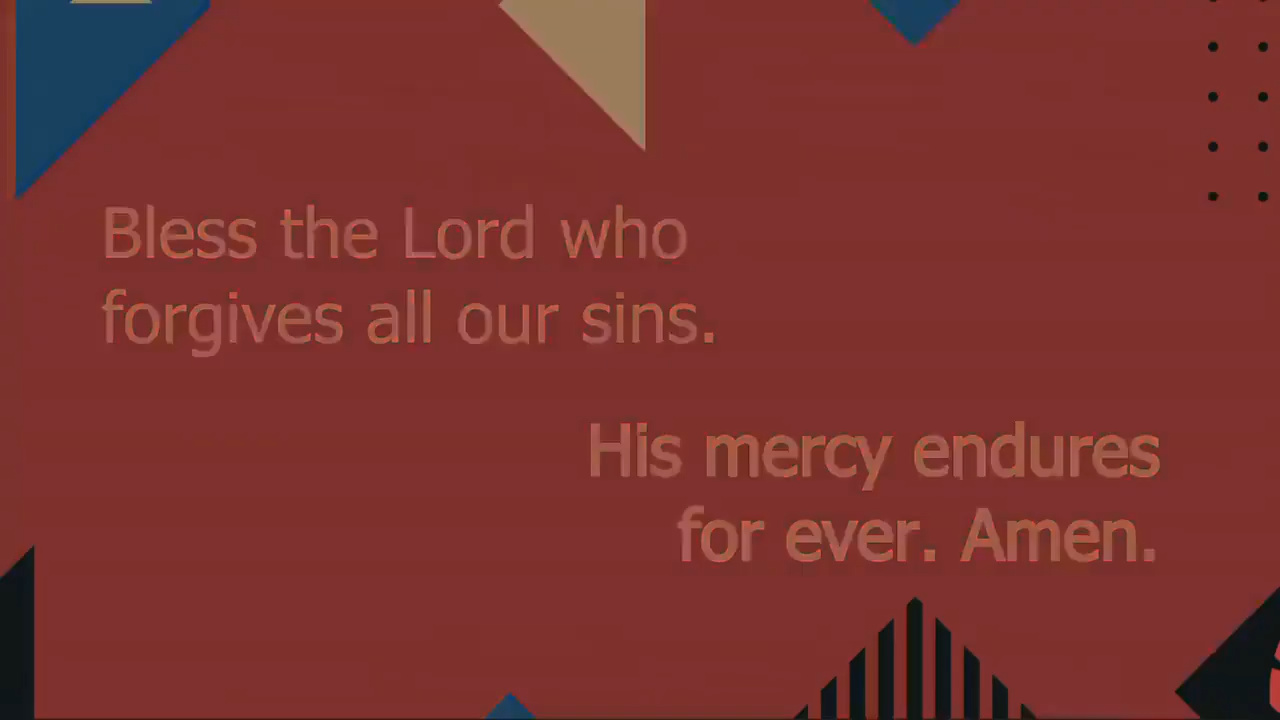 Bless the Lord who
forgives all our sins.
His mercy endures
for ever. Amen.